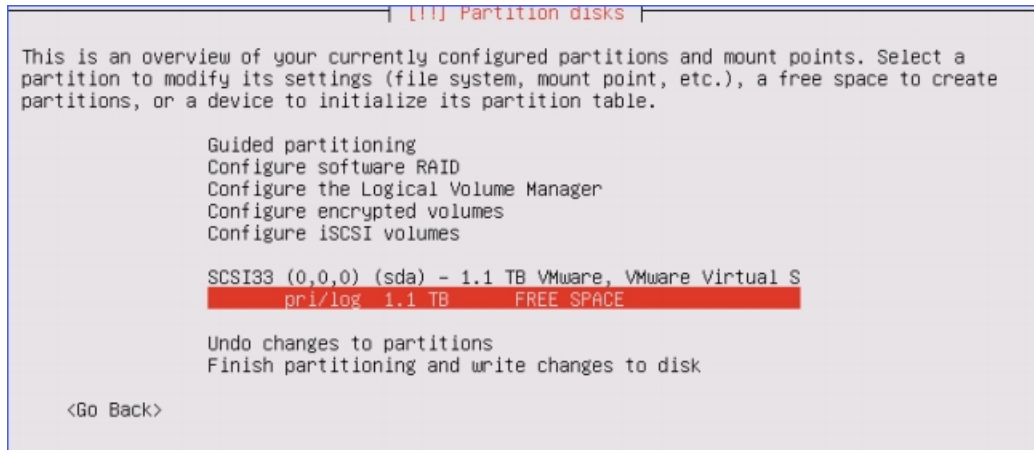 [!!] Partition disks
This is an overview of your currently configured partitions and mount points. Select a
partition to modify its settings (file system, mount point, etc.), a free space to create
partitions, or a device to initialize its partition table.
Guided partitioning
Configure software RAID
Configure the Logical Volume Manager
Configure encrypted volumes
Configure iSCSI volumes
SCSI33 (0,0,0) (sda) - 1.1 TB VMware, VMware Virtual S
pri/log 1.1 TB FREE SPACE
Undo changes to partitions
Finish partitioning and write changes to disk
<Go Back>